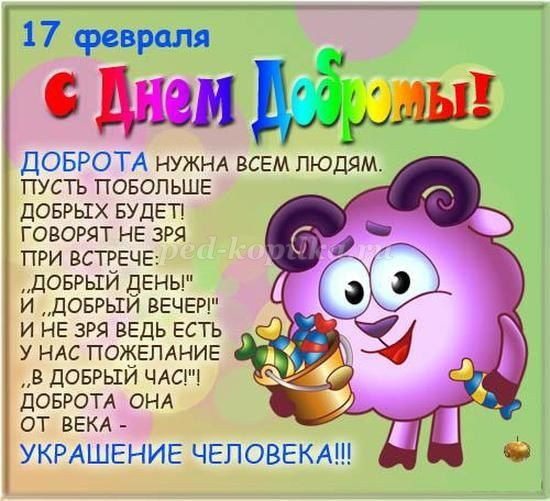 17 февраля
с Днем Доброты!
ДОБРОТА НУЖНА ВСЕМ ЛЮДЯМ.
ПУСТЬ ПОБОЛЬШЕ
ДОБРЫХ БУДЕТ!
ГОВОРЯТ НЕ ЗРЯ
ПРИ ВСТРЕЧЕ:
,,ДОБРЫЙ ДЕНЬ!"
И ,,ДОБРЫЙ ВЕЧЕР!"
И НЕ ЗРЯ ВЕДЬ ЕСТЬ
У НАС ПОЖЕЛАНИЕ
,,В ДОБРЫЙ ЧАС!"!
ДОБРОТА ОНА
ОТ ВЕКА -
УКРАШЕНИЕ ЧЕЛОВЕКА!!!
ped-kopilka.ru